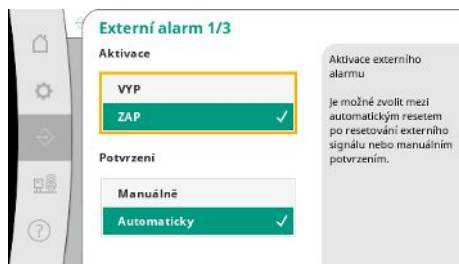 Externí alarm 1/3
Aktivace
VYP
ZAP
Potvrzení
Manuálně
Automaticky
Aktivace externího
alarmu
Je možné zvolit mezi
automatickým resetem
po resetování externího
signálu nebo manuálním
potvrzením.